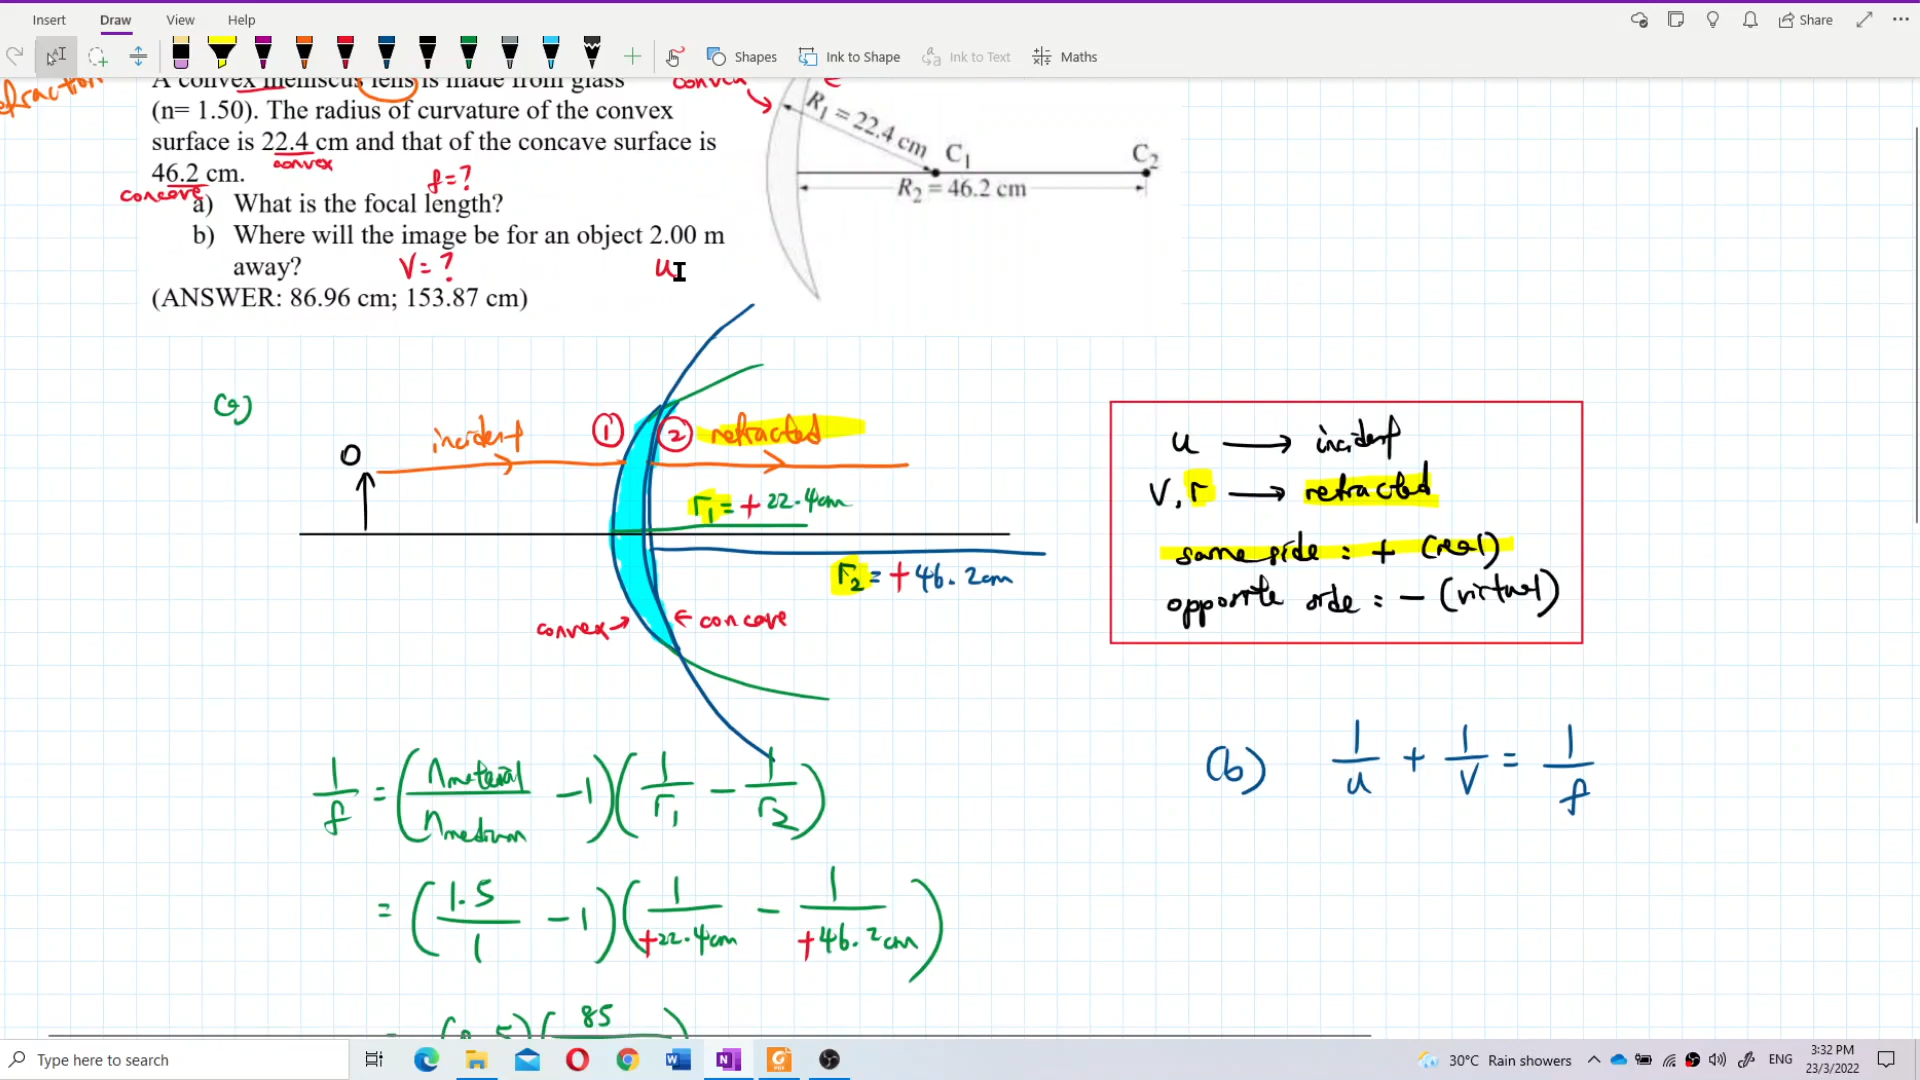 Insert Draw View Help
Share
Shapes Ink to Shape Ink to Text Maths
A convex meniscus lens is made from glass
(n= 1.50). The radius of curvature of the convex
surface is 22.4 cm and that of the concave surface is
convex
46.2 cm.
concave
f = ?
a) What is the focal length?
b) Where will the image be for an object 2.00 m
away?
V = ?
u
(ANSWER: 86.96 cm; 153.87 cm)
convex
R1 = 22.4 cm
C1
C2
R2 = 46.2 cm
(a)
incident
①
②
refracted
O
r1 = + 22.4cm
r2 = + 46.2cm
convex →
← concave
u → incident
V, r → refracted
same side : + (real)
opposite side : - (virtual)
1/f = (nmaterial/nmedium - 1)(1/r1 - 1/r2)
= (1.5/1 - 1)(1/+22.4cm - 1/+46.2cm)
85
(b) 1/u + 1/V = 1/f
Type here to search
30°C Rain showers
ENG
3:32 PM
23/3/2022